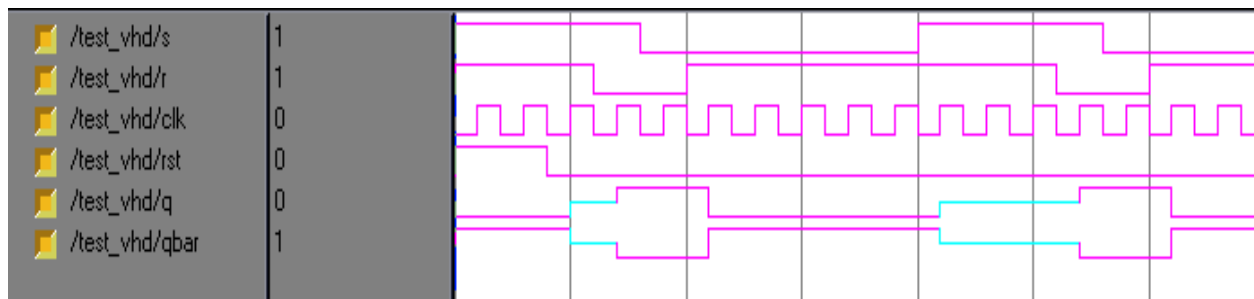 /test_vhd/s 1
/test_vhd/r 1
/test_vhd/clk 0
/test_vhd/rst 0
/test_vhd/q 0
/test_vhd/qbar 1